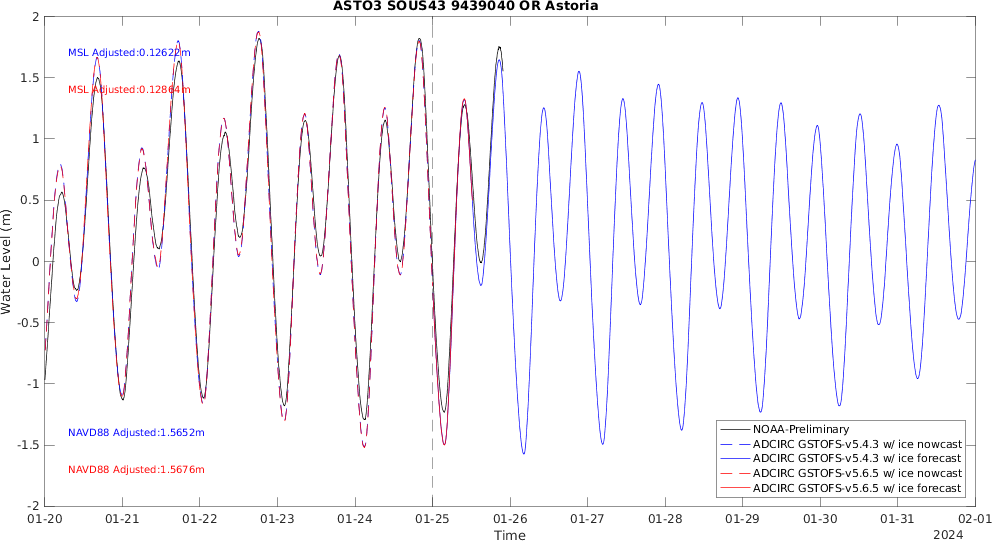 ASTO3 SOUS43 9439040 OR Astoria
MSL Adjusted:0.12622m
MSL Adjusted:0.12864m
NAVD88 Adjusted:1.5652m
NAVD88 Adjusted:1.5676m
Water Level (m)
2
1.5
1
0.5
0
-0.5
-1
-1.5
-2
NOAA-Preliminary
ADCIRC GSTOFS-v5.4.3 w/ ice nowcast
ADCIRC GSTOFS-v5.4.3 w/ ice forecast
ADCIRC GSTOFS-v5.6.5 w/ ice nowcast
ADCIRC GSTOFS-v5.6.5 w/ ice forecast
01-20 01-21 01-22 01-23 01-24 01-25 01-26 01-27 01-28 01-29 01-30 01-31 02-01
Time
2024